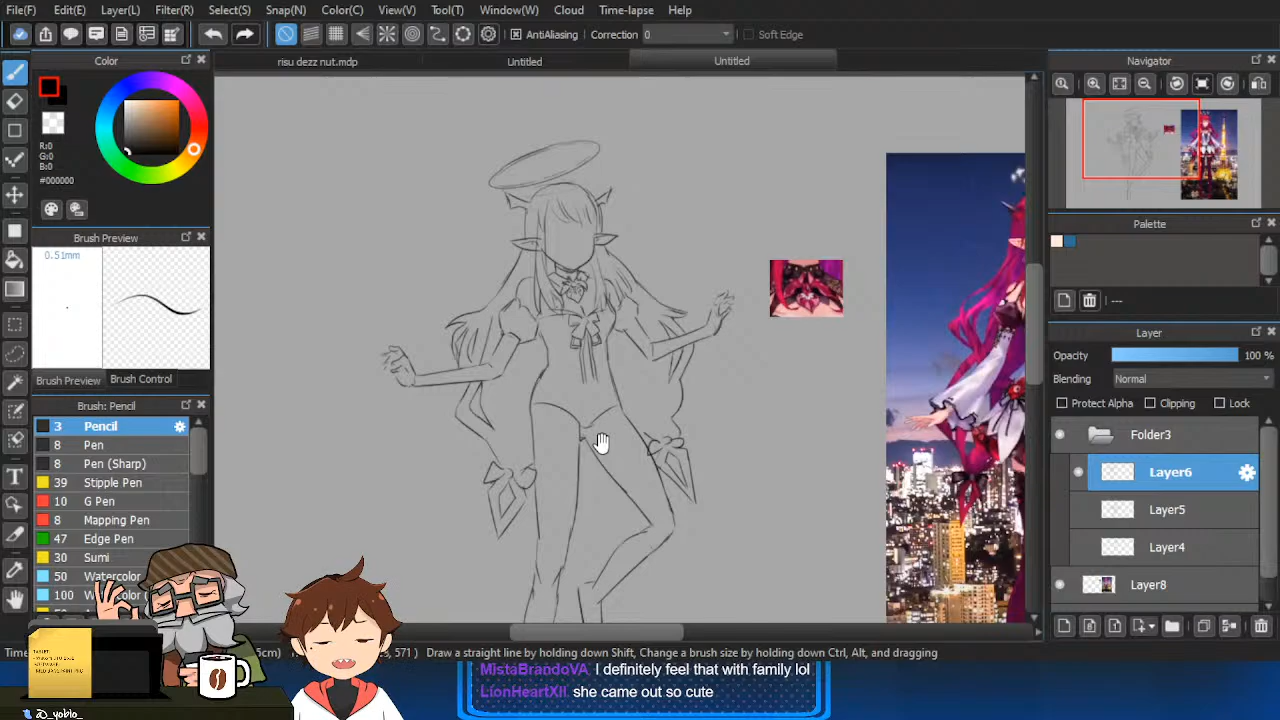 File(F) Edit(E) Layer(L) Filter(R) Select(S) Snap(N) Color(C) View(V) Tool(T) Window(W) Cloud Time-lapse Help
AntiAliasing Correction 0 Soft Edge
Color
risu dezz nut.mdp Untitled Untitled
Navigator
R:0
G:0
B:0
#000000
Brush Preview
0.51mm
Brush Preview Brush Control
Brush: Pencil
3 Pencil
8 Pen
8 Pen (Sharp)
39 Stipple Pen
10 G Pen
8 Mapping Pen
47 Edge Pen
30 Sumi
50 Watercolor
100 Watercolor
Palette
---
Layer
Opacity 100 %
Blending Normal
Protect Alpha Clipping Lock
Folder3
Layer6
Layer5
Layer4
Layer8
571 ) Draw a straight line by holding down Shift, Change a brush size by holding down Ctrl, Alt, and dragging
MistaBrandoVA: I definitely feel that with family lol
LionHeartXII: she came out so cute